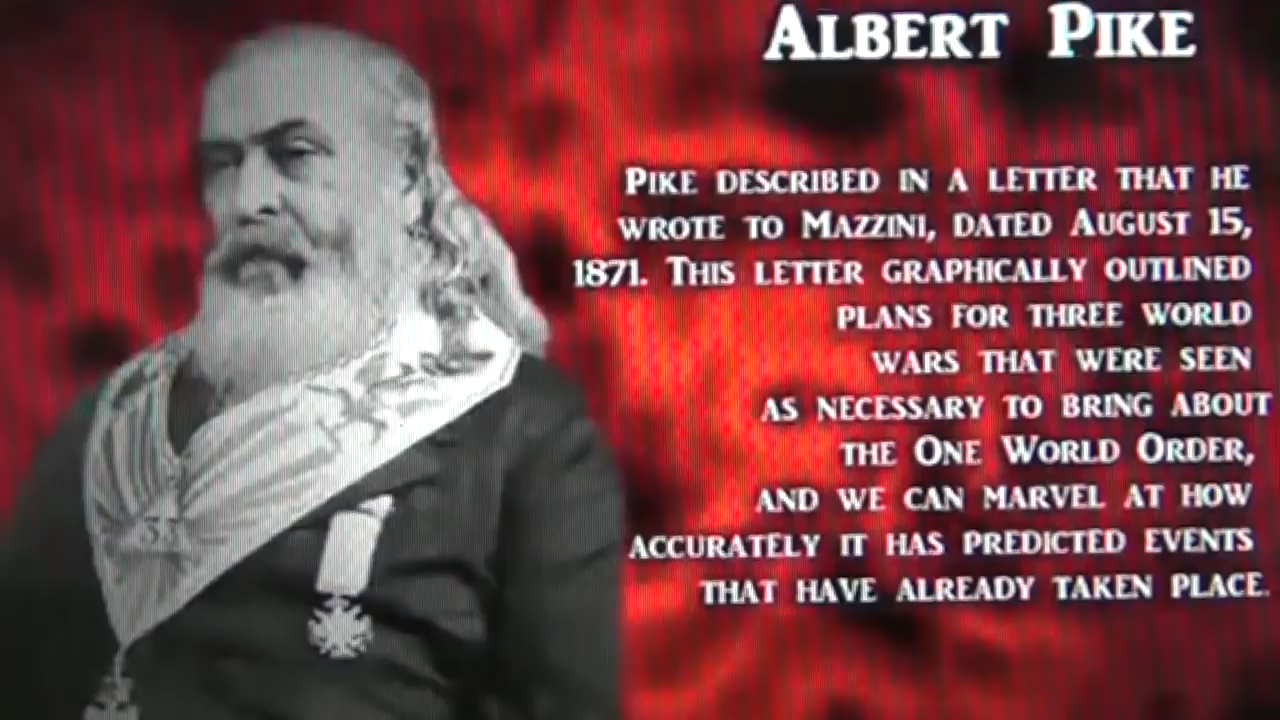 ALBERT PIKE
PIKE DESCRIBED IN A LETTER THAT HE
WROTE TO MAZZINI, DATED AUGUST 15,
1871. THIS LETTER GRAPHICALLY OUTLINED
PLANS FOR THREE WORLD
WARS THAT WERE SEEN
AS NECESSARY TO BRING ABOUT
THE ONE WORLD ORDER,
AND WE CAN MARVEL AT HOW
ACCURATELY IT HAS PREDICTED EVENTS
THAT HAVE ALREADY TAKEN PLACE.
33